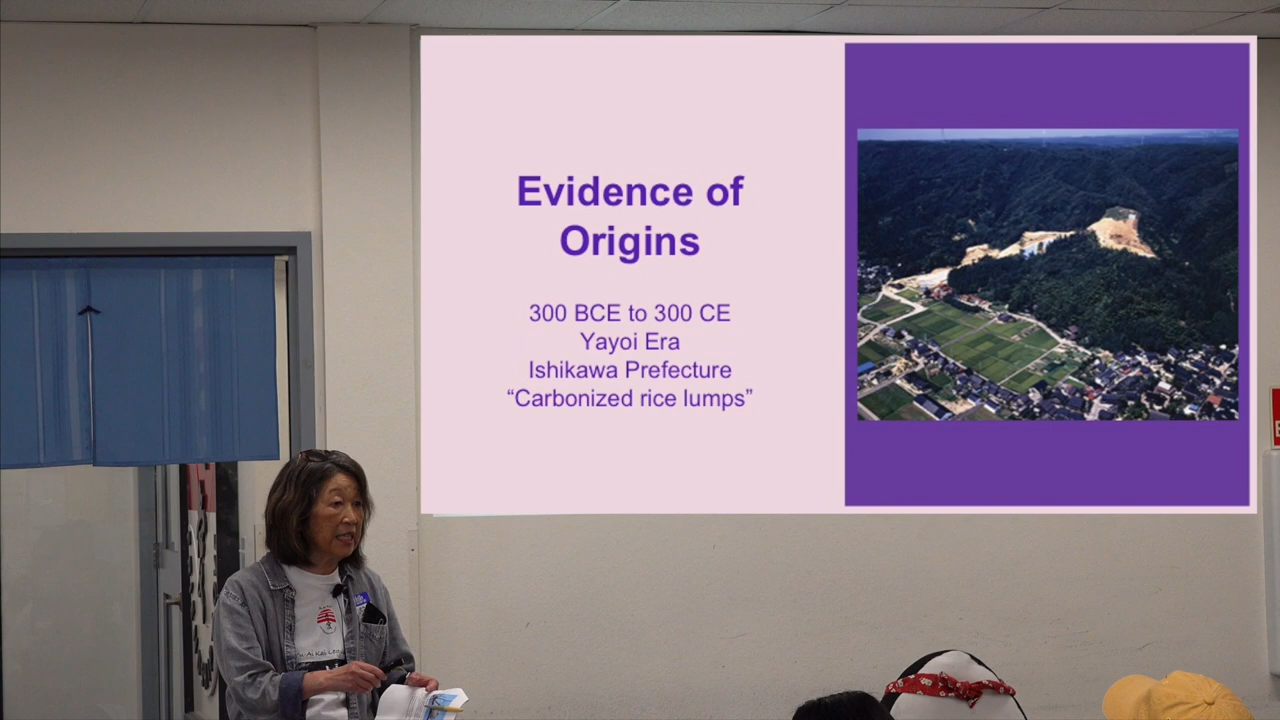 Evidence of
Origins
300 BCE to 300 CE
Yayoi Era
Ishikawa Prefecture
“Carbonized rice lumps”